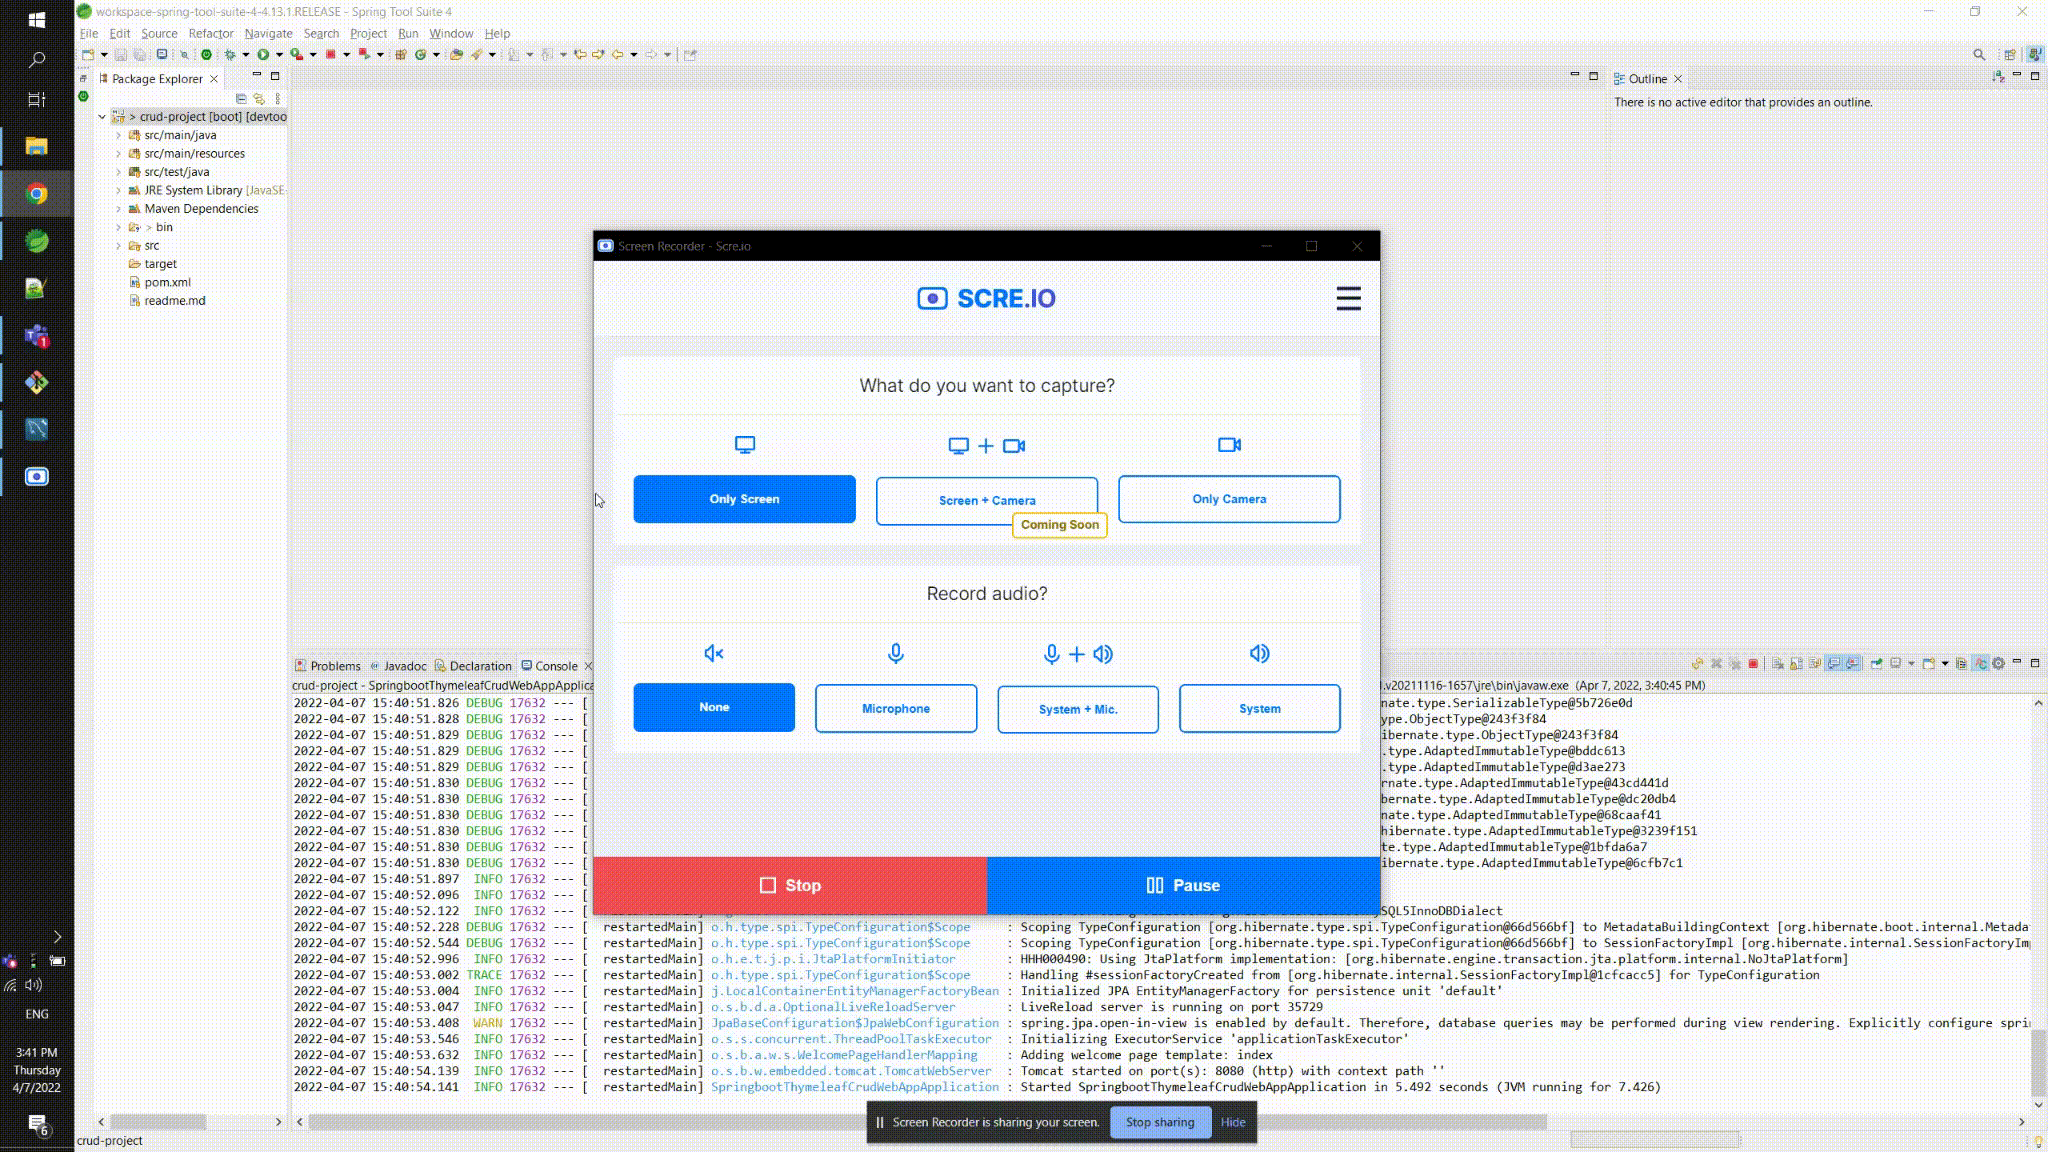 workspace-spring-tool-suite-4-4.13.1.RELEASE - Spring Tool Suite 4
File Edit Source Refactor Navigate Search Project Run Window Help
Package Explorer
> crud-project [boot] [devtoo
src/main/java
src/main/resources
src/test/java
JRE System Library [JavaSE-
Maven Dependencies
> bin
src
target
pom.xml
readme.md
Outline
There is no active editor that provides an outline.
Screen Recorder - Scre.io
SCRE.IO
What do you want to capture?
Only Screen
Screen + Camera
Only Camera
Coming Soon
Record audio?
None
Microphone
System + Mic.
System
Stop
Pause
Problems Javadoc Declaration Console
crud-project - SpringbootThymeleafCrudWebAppApplica .v20211116-1657\jre\bin\javaw.exe (Apr 7, 2022, 3:40:45 PM)
2022-04-07 15:40:51.826 DEBUG 17632 --- [ nate.type.SerializableType@5b726e0d
2022-04-07 15:40:51.828 DEBUG 17632 --- [ ype.ObjectType@243f3f84
2022-04-07 15:40:51.829 DEBUG 17632 --- [ ibernate.type.ObjectType@243f3f84
2022-04-07 15:40:51.829 DEBUG 17632 --- [ .type.AdaptedImmutableType@bddc613
2022-04-07 15:40:51.829 DEBUG 17632 --- [ te.type.AdaptedImmutableType@d3ae273
2022-04-07 15:40:51.830 DEBUG 17632 --- [ rnate.type.AdaptedImmutableType@43cd441d
2022-04-07 15:40:51.830 DEBUG 17632 --- [ bernate.type.AdaptedImmutableType@dc20db4
2022-04-07 15:40:51.830 DEBUG 17632 --- [ nate.type.AdaptedImmutableType@68caaf41
2022-04-07 15:40:51.830 DEBUG 17632 --- [ hibernate.type.AdaptedImmutableType@3239f151
2022-04-07 15:40:51.830 DEBUG 17632 --- [ te.type.AdaptedImmutableType@1bfda6a7
2022-04-07 15:40:51.830 DEBUG 17632 --- [ ibernate.type.AdaptedImmutableType@6cfb7c1
2022-04-07 15:40:51.897 INFO 17632 --- [
2022-04-07 15:40:52.096 INFO 17632 --- [
2022-04-07 15:40:52.122 INFO 17632 --- [ SQL5InnoDBDialect
2022-04-07 15:40:52.228 DEBUG 17632 --- [ restartedMain] o.h.type.spi.TypeConfiguration$Scope : Scoping TypeConfiguration [org.hibernate.type.spi.TypeConfiguration@66d566bf] to MetadataBuildingContext [org.hibernate.boot.internal.Metada
2022-04-07 15:40:52.544 DEBUG 17632 --- [ restartedMain] o.h.type.spi.TypeConfiguration$Scope : Scoping TypeConfiguration [org.hibernate.type.spi.TypeConfiguration@66d566bf] to SessionFactoryImpl [org.hibernate.internal.SessionFactoryIm
2022-04-07 15:40:52.996 INFO 17632 --- [ restartedMain] o.h.e.t.j.p.i.JtaPlatformInitiator : HHH000490: Using JtaPlatform implementation: [org.hibernate.engine.transaction.jta.platform.internal.NoJtaPlatform]
2022-04-07 15:40:53.002 TRACE 17632 --- [ restartedMain] o.h.type.spi.TypeConfiguration$Scope : Handling #sessionFactoryCreated from [org.hibernate.internal.SessionFactoryImpl@1cfcacc5] for TypeConfiguration
2022-04-07 15:40:53.004 INFO 17632 --- [ restartedMain] j.LocalContainerEntityManagerFactoryBean : Initialized JPA EntityManagerFactory for persistence unit 'default'
2022-04-07 15:40:53.047 INFO 17632 --- [ restartedMain] o.s.b.d.a.OptionalLiveReloadServer : LiveReload server is running on port 35729
2022-04-07 15:40:53.408 WARN 17632 --- [ restartedMain] JpaBaseConfiguration$JpaWebConfiguration : spring.jpa.open-in-view is enabled by default. Therefore, database queries may be performed during view rendering. Explicitly configure spri
2022-04-07 15:40:53.546 INFO 17632 --- [ restartedMain] o.s.s.concurrent.ThreadPoolTaskExecutor : Initializing ExecutorService 'applicationTaskExecutor'
2022-04-07 15:40:53.632 INFO 17632 --- [ restartedMain] o.s.b.a.w.s.WelcomePageHandlerMapping : Adding welcome page template: index
2022-04-07 15:40:54.139 INFO 17632 --- [ restartedMain] o.s.b.w.embedded.tomcat.TomcatWebServer : Tomcat started on port(s): 8080 (http) with context path ''
2022-04-07 15:40:54.141 INFO 17632 --- [ restartedMain] SpringbootThymeleafCrudWebAppApplication : Started SpringbootThymeleafCrudWebAppApplication in 5.492 seconds (JVM running for 7.426)
Screen Recorder is sharing your screen. Stop sharing Hide
crud-project
1
ENG
3:41 PM
Thursday
4/7/2022
6